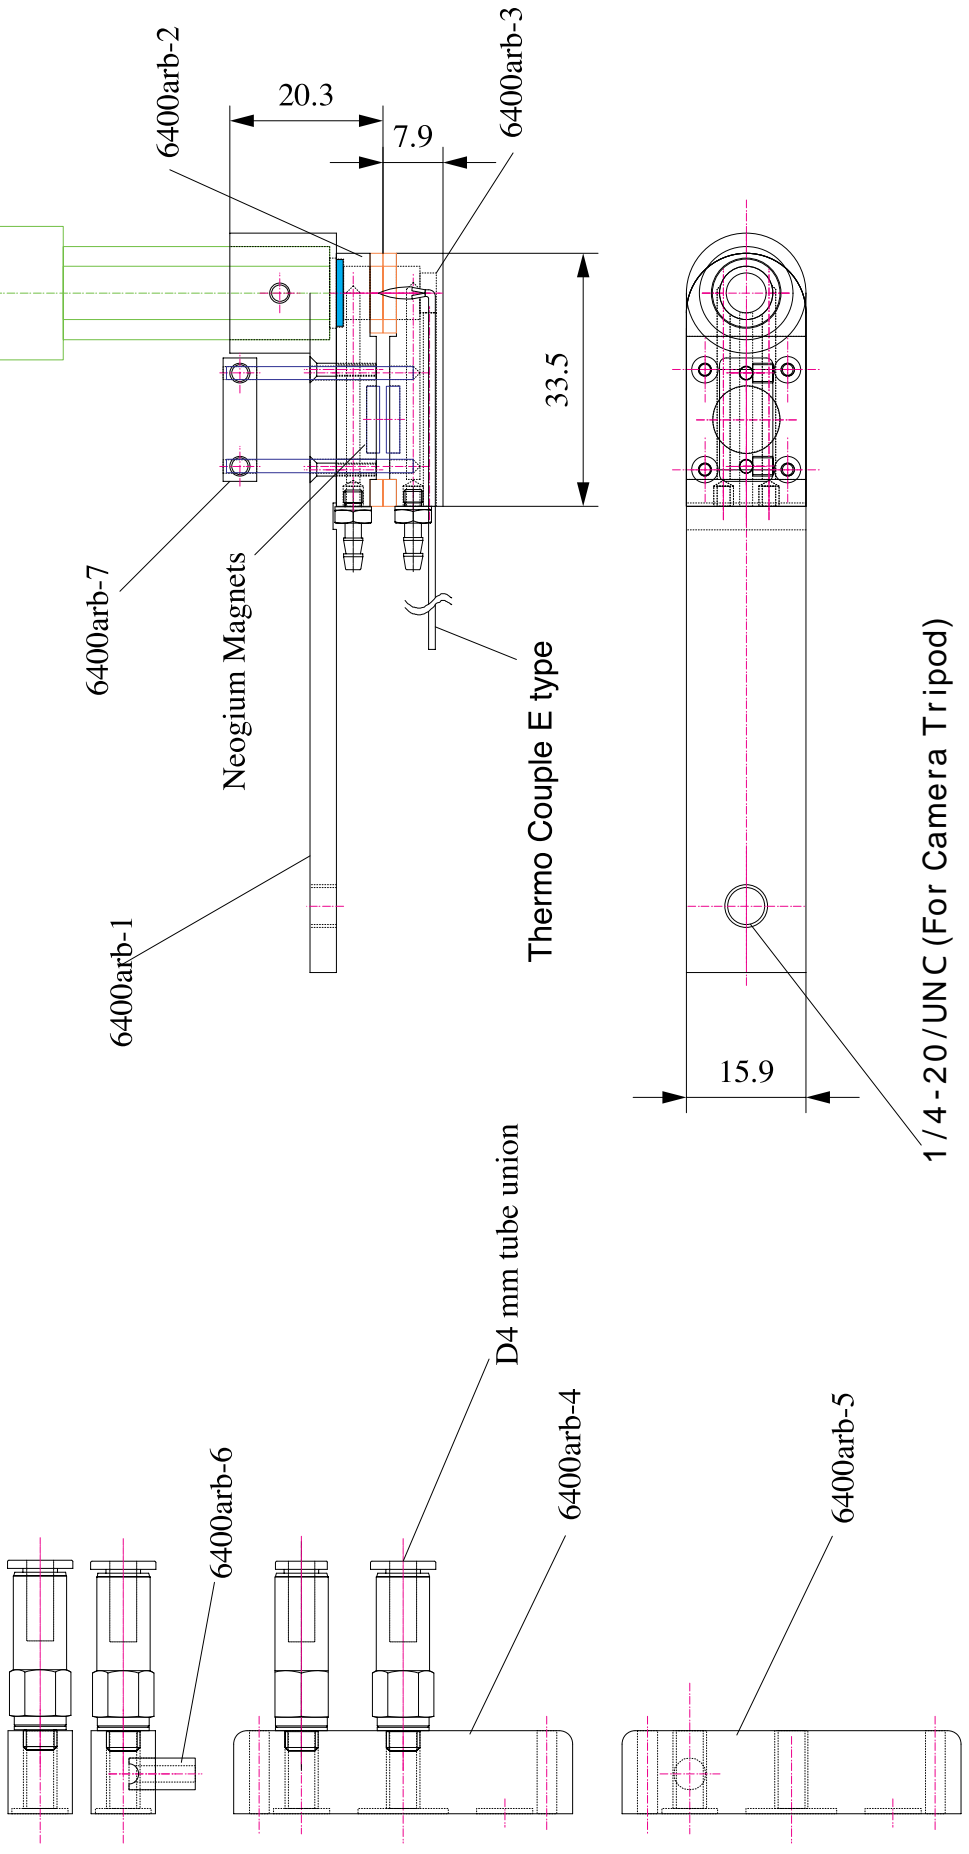 6400arb-2
20.3
7.9
6400arb-3
6400arb-7
Neogium Magnets
33.5
6400arb-1
Thermo Couple E type
15.9
1/4-20/UNC (For Camera Tripod)
D4 mm tube union
6400arb-6
6400arb-4
6400arb-5